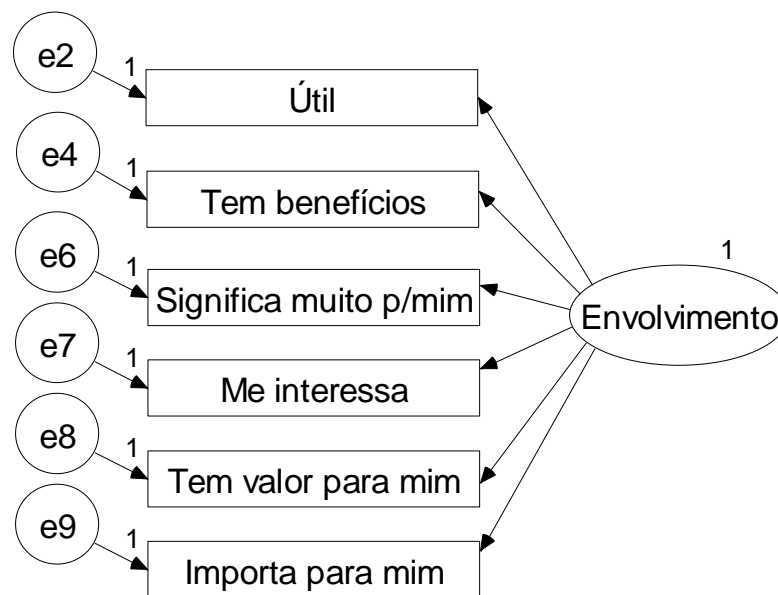 e2
1
Útil
e4
1
Tem benefícios
e6
1
Significa muito p/mim
e7
1
Me interessa
e8
1
Tem valor para mim
e9
1
Importa para mim
1
Envolvimento